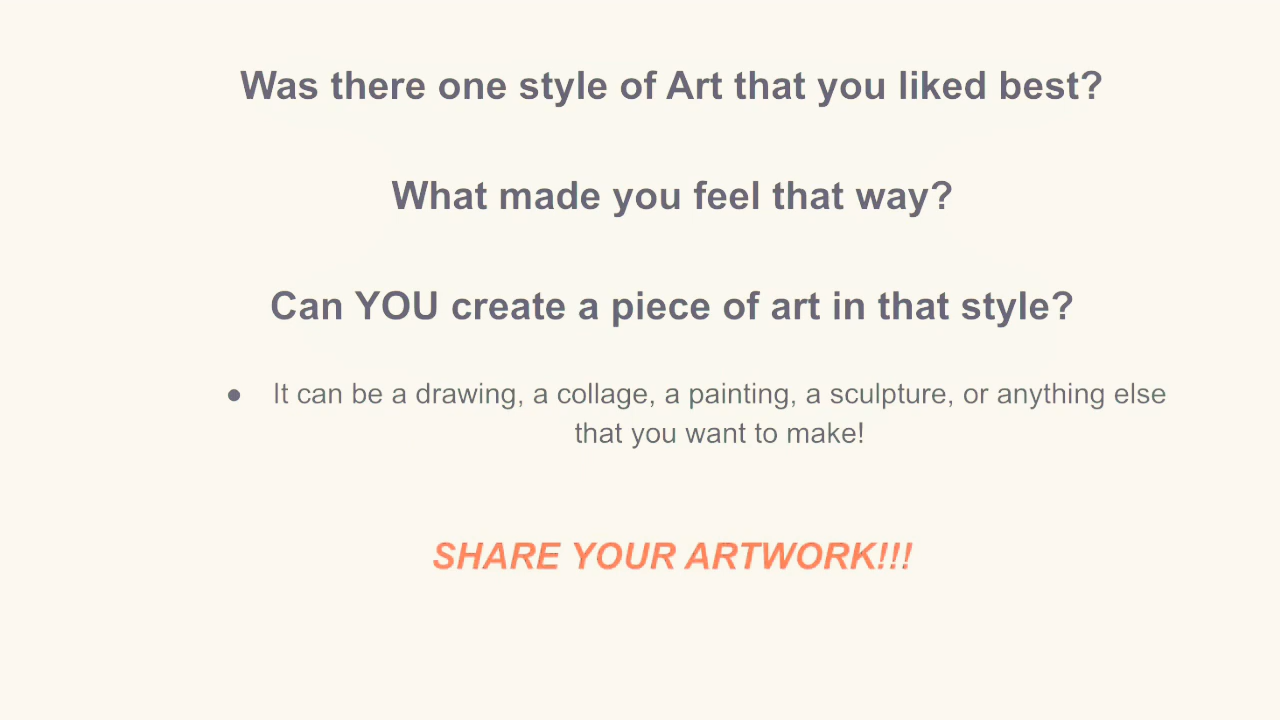 Was there one style of Art that you liked best?
What made you feel that way?
Can YOU create a piece of art in that style?
● It can be a drawing, a collage, a painting, a sculpture, or anything else
that you want to make!
SHARE YOUR ARTWORK!!!